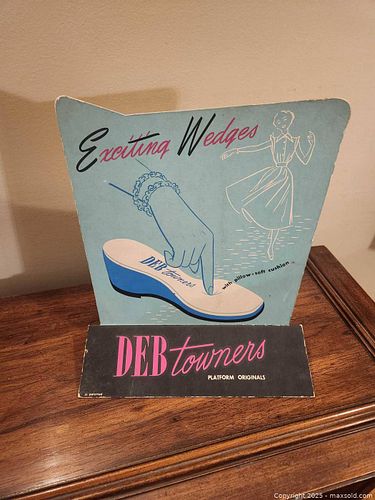 Exciting Wedges
DEB towners
with pillow-soft cushion
DEB towners
PLATFORM ORIGINALS
Copyright 2025 - maxsold.com